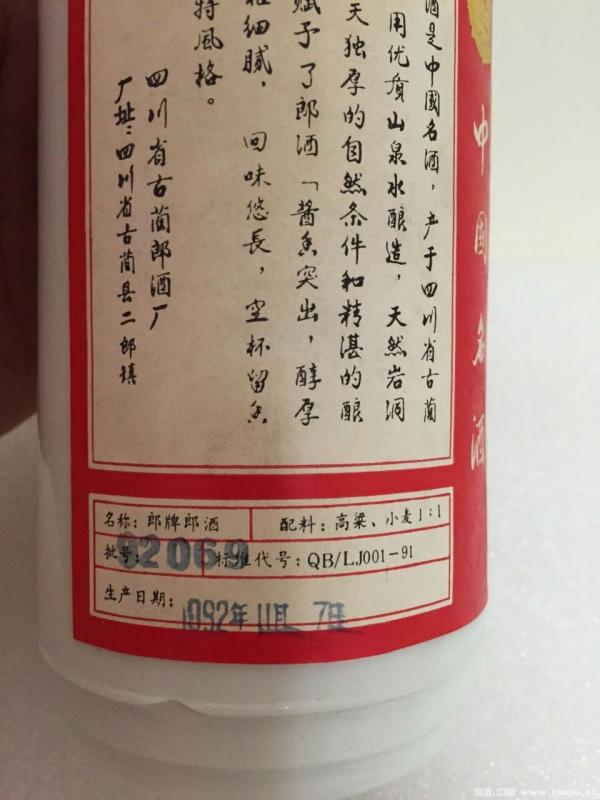 酒是中國名酒，产于四川省古蔺
用优質山泉水酿造，天然岩洞
天独厚的自然条件和精湛的酿
赋予了郎酒「醬香突出，醇厚
细腻，回味悠長，空杯留香
特風格。
四川省古蔺郎酒厂
厂址：四川省古蔺县二郎镇
中国名酒
名称：郎牌郎酒
配料：高粱、小麦1:1
批号：92069
标准代号：QB/LJ001-91
生产日期：1992年11月7日